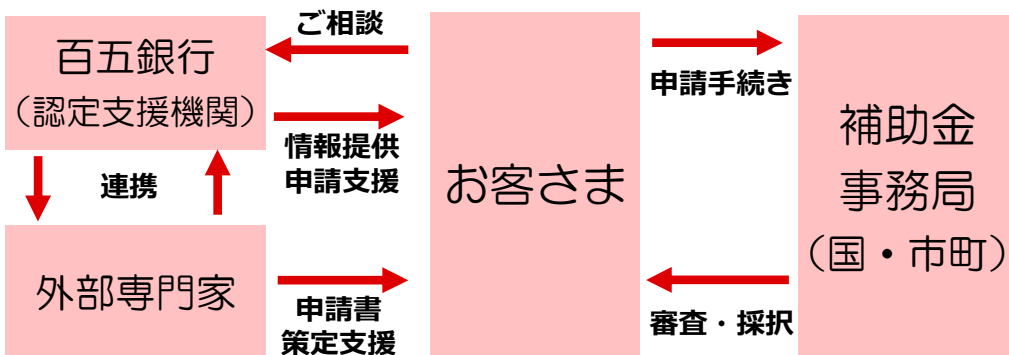 百五銀行
（認定支援機関）
ご相談
情報提供
申請支援
連携
外部専門家
申請書
策定支援
お客さま
申請手続き
審査・採択
補助金
事務局
（国・市町）